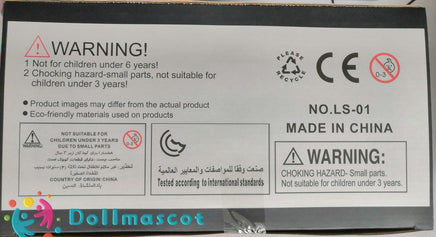 WARNING!
1 Not for children under 6 years!
2 Chocking hazard-small parts, not suitable for
children under 3 years!
Product images may differ from the actual product
Eco-friendly materials used on products
PLEASE
RECYCLE
CE
0-3
NO.LS-01
MADE IN CHINA
NOT SUITABLE FOR
CHILDREN UNDER 3 YEARS
DUE TO SMALL PARTS
COUNTRY OF ORIGIN: CHINA
صنعت وفقا للمواصفات والمعايير العالمية
Tested according to international standards
WARNING:
CHOKING HAZARD- Small parts.
Not suitable for children under 3 years.
Dollmascot